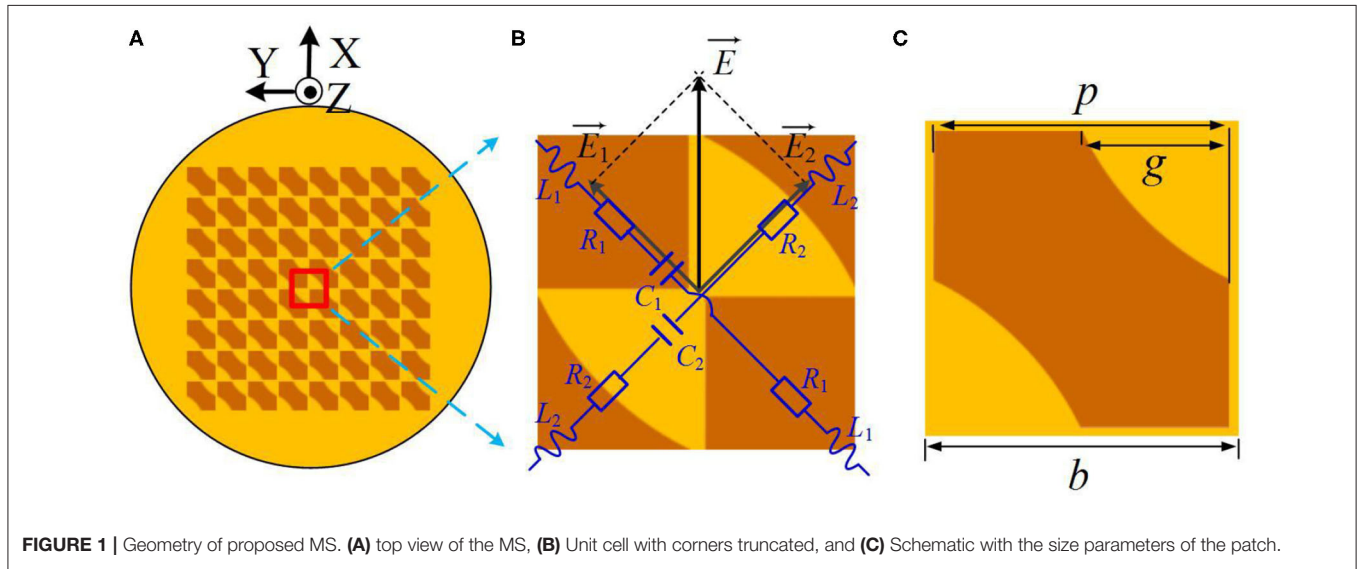 A
X
Y
Z
B
E
E₁
E₂
L₁
R₁
C₁
L₂
R₂
C₂
R₂
L₂
R₁
L₁
C
p
g
b
FIGURE 1 | Geometry of proposed MS. (A) top view of the MS, (B) Unit cell with corners truncated, and (C) Schematic with the size parameters of the patch.